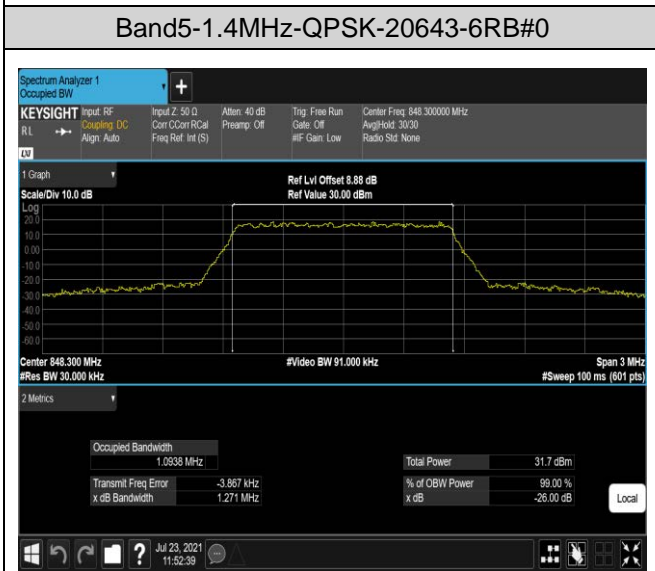 Band5-1.4MHz-QPSK-20643-6RB#0
Spectrum Analyzer 1
Occupied BW
+
KEYSIGHT Input: RF Input Z: 50 Ω Atten: 40 dB Trig: Free Run Center Freq: 848.300000 MHz
RL Coupling: DC Corr CCorr RCal Preamp: Off Gate: Off Avg|Hold: 30/30
Align: Auto Freq Ref: Int (S) #IF Gain: Low Radio Std: None
LXI
1 Graph
Ref Lvl Offset 8.88 dB
Scale/Div 10.0 dB Ref Value 30.00 dBm
Log
20.0
10.0
0.00
-10.0
-20.0
-30.0
-40.0
-50.0
-60.0
Center 848.300 MHz #Video BW 91.000 kHz Span 3 MHz
#Res BW 30.000 kHz #Sweep 100 ms (601 pts)
2 Metrics
Occupied Bandwidth
1.0938 MHz Total Power 31.7 dBm
Transmit Freq Error -3.867 kHz % of OBW Power 99.00 %
x dB Bandwidth 1.271 MHz x dB -26.00 dB
Local
? Jul 23, 2021
11:52:39